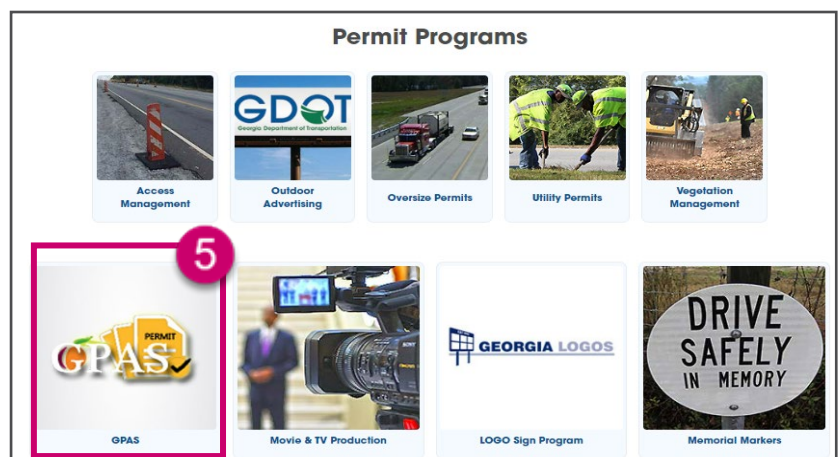 Permit Programs
GDOT
Georgia Department of Transportation
Access
Management
Outdoor
Advertising
Oversize Permits
Utility Permits
Vegetation
Management
5
PERMIT
GPAS
GPAS
SONY
Movie & TV Production
GEORGIA LOGOS
LOGO Sign Program
DRIVE
SAFELY
IN MEMORY
Memorial Markers